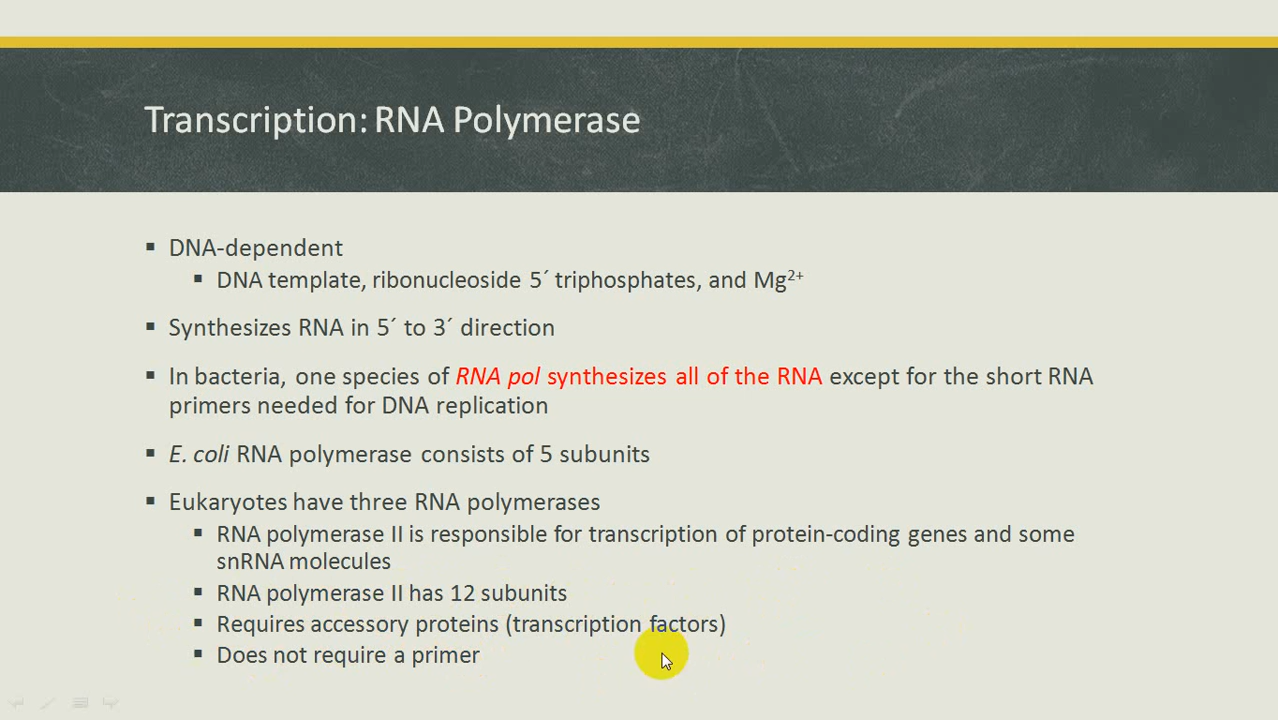 Transcription: RNA Polymerase
▪ DNA-dependent
▪ DNA template, ribonucleoside 5´ triphosphates, and Mg²⁺
▪ Synthesizes RNA in 5´ to 3´ direction
▪ In bacteria, one species of RNA pol synthesizes all of the RNA except for the short RNA
primers needed for DNA replication
▪ E. coli RNA polymerase consists of 5 subunits
▪ Eukaryotes have three RNA polymerases
▪ RNA polymerase II is responsible for transcription of protein-coding genes and some
snRNA molecules
▪ RNA polymerase II has 12 subunits
▪ Requires accessory proteins (transcription factors)
▪ Does not require a primer